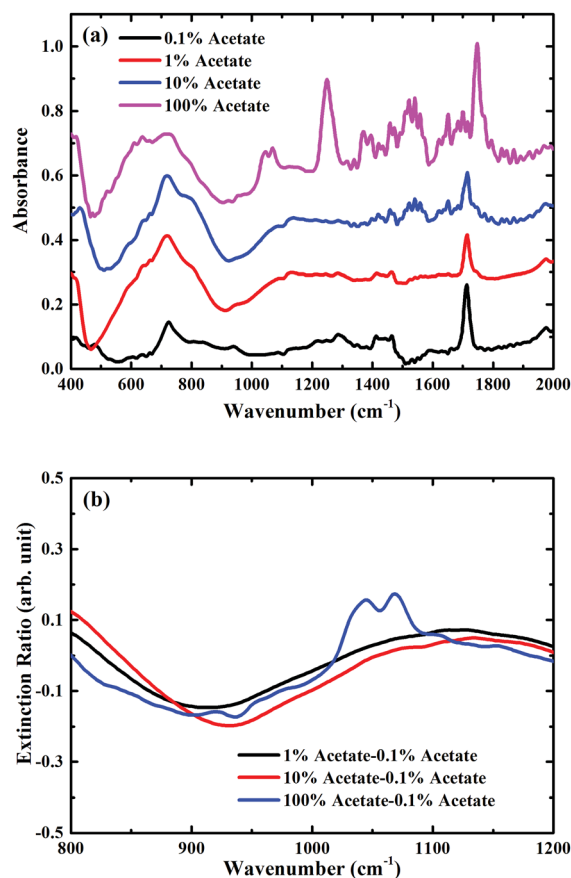 (a)
0.1% Acetate
1% Acetate
10% Acetate
100% Acetate
1.0
0.8
0.6
0.4
0.2
0.0
Absorbance
400 600 800 1000 1200 1400 1600 1800 2000
Wavenumber (cm-1)
(b)
0.5
0.3
0.1
-0.1
-0.3
-0.5
Extinction Ratio (arb. unit)
1% Acetate-0.1% Acetate
10% Acetate-0.1% Acetate
100% Acetate-0.1% Acetate
800 900 1000 1100 1200
Wavenumber (cm-1)